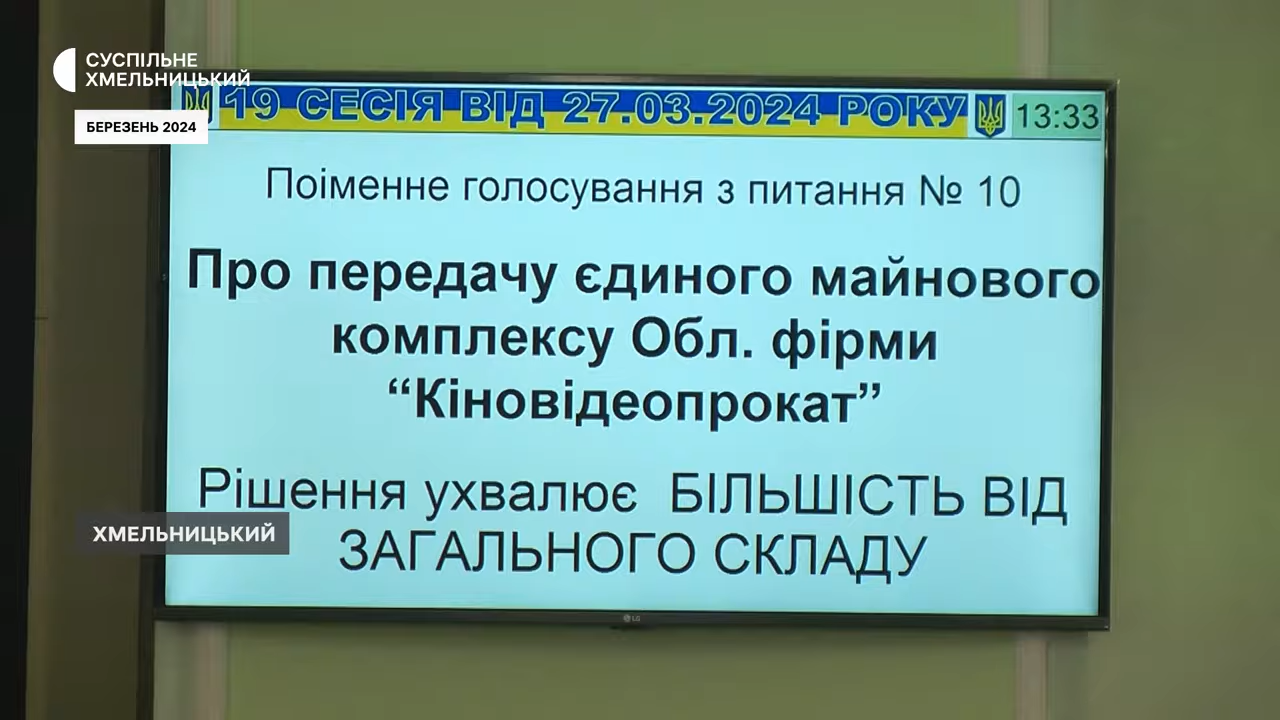 СУСПІЛЬНЕ
ХМЕЛЬНИЦЬКИЙ
БЕРЕЗЕНЬ 2024
19 СЕСІЯ ВІД 27.03.2024 РОКУ
13:33
Поіменне голосування з питання № 10
Про передачу єдиного майнового
комплексу Обл. фірми
“Кіновідеопрокат”
Рішення ухвалює БІЛЬШІСТЬ ВІД
ЗАГАЛЬНОГО СКЛАДУ
ХМЕЛЬНИЦЬКИЙ
LG